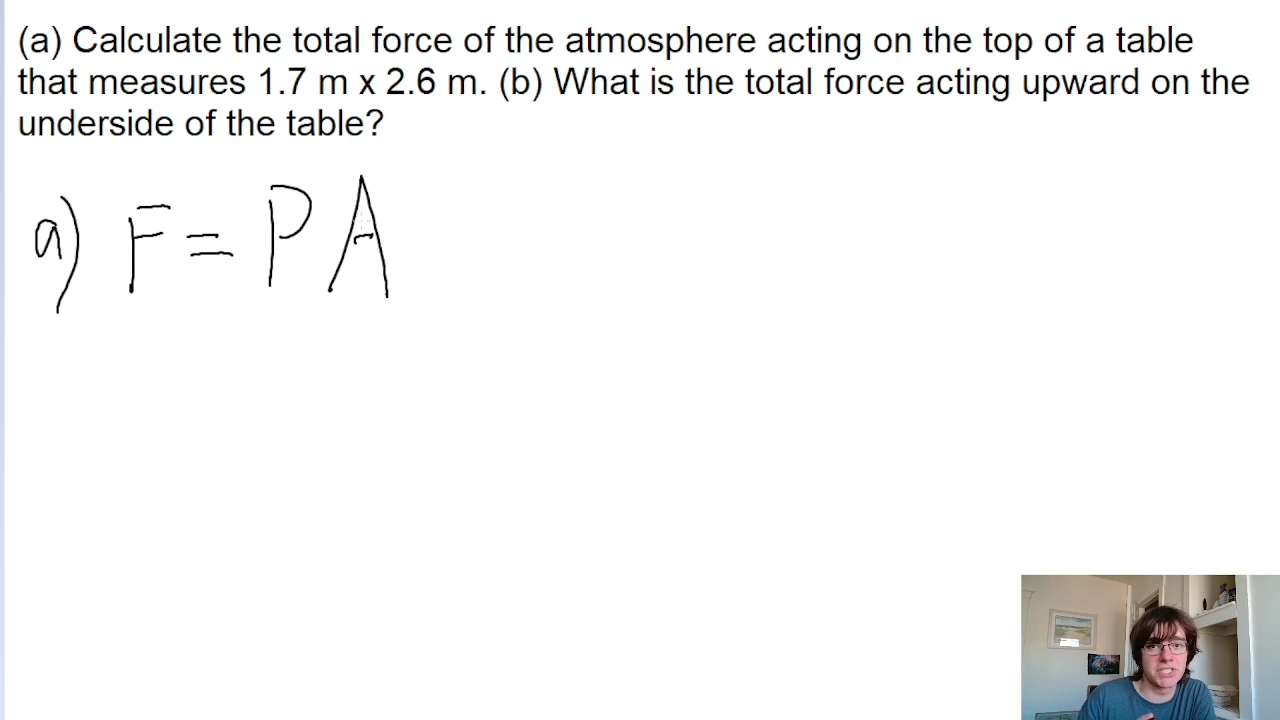 (a) Calculate the total force of the atmosphere acting on the top of a table
that measures 1.7 m x 2.6 m. (b) What is the total force acting upward on the
underside of the table?
a) F = P A